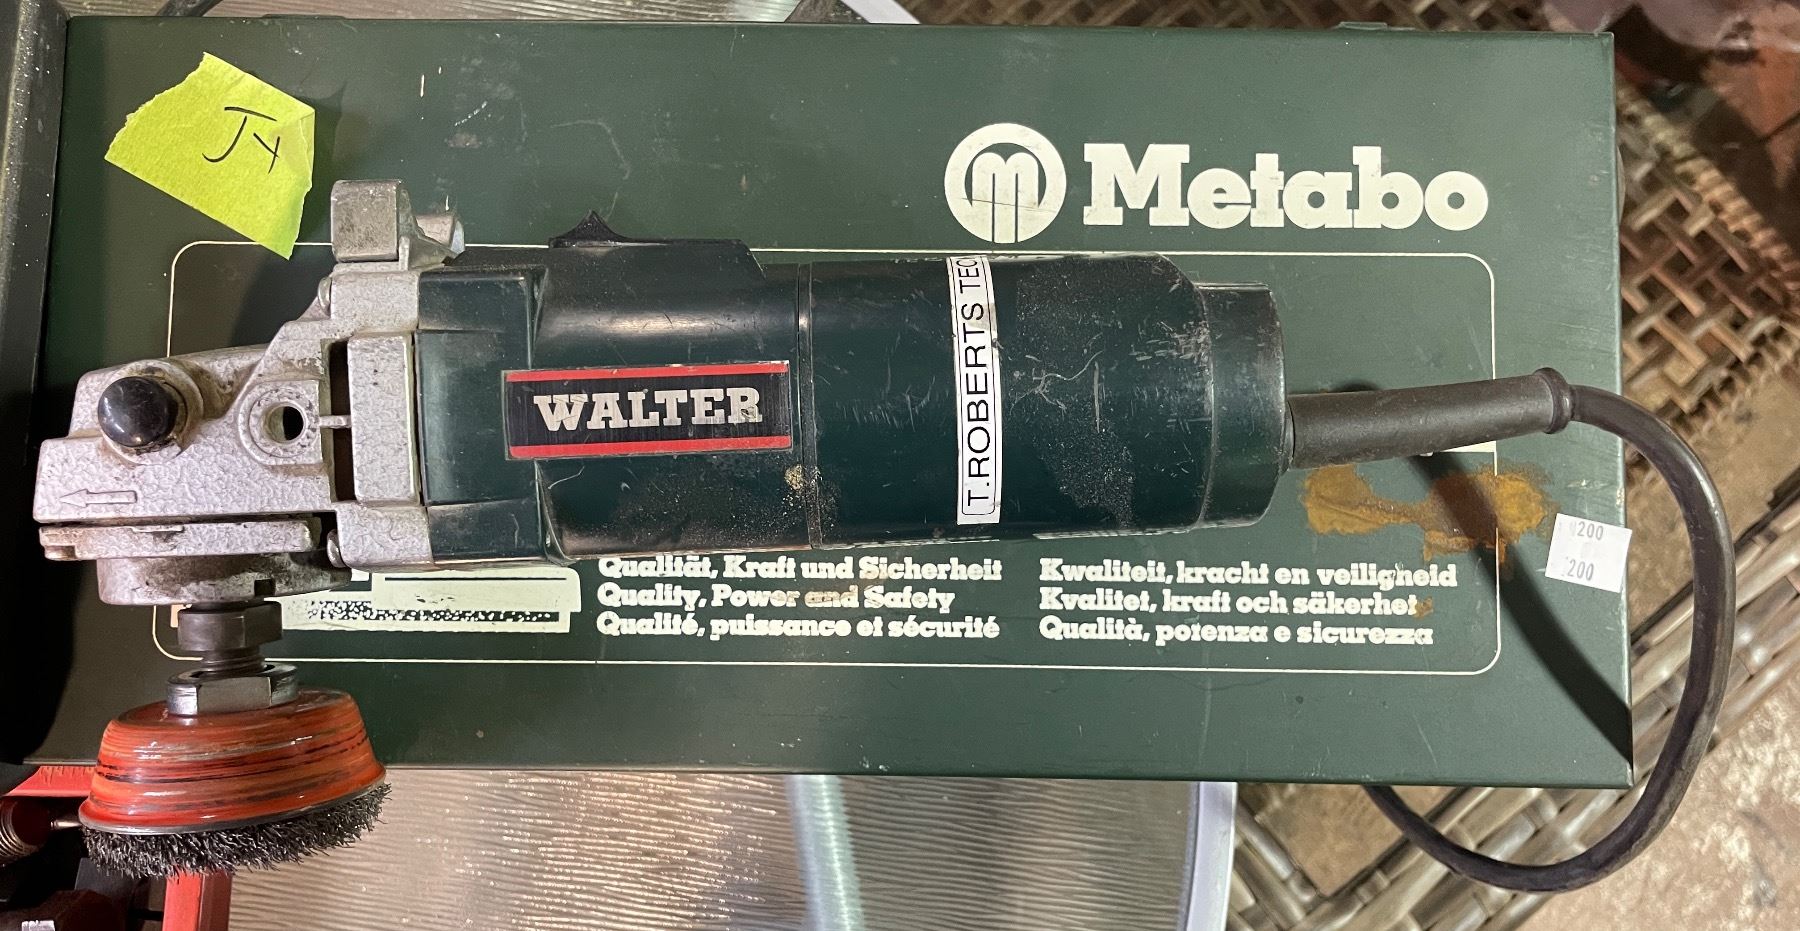 Metabo
WALTER
T.ROBERTS TEC
Qualität, Kraft und Sicherheit
Quality, Power and Safety
Qualité, puissance et sécurité
Kwaliteit, kracht en veiligheid
Kvalitet, kraft och säkerhet
Qualità, potenza e sicurezza
200
200